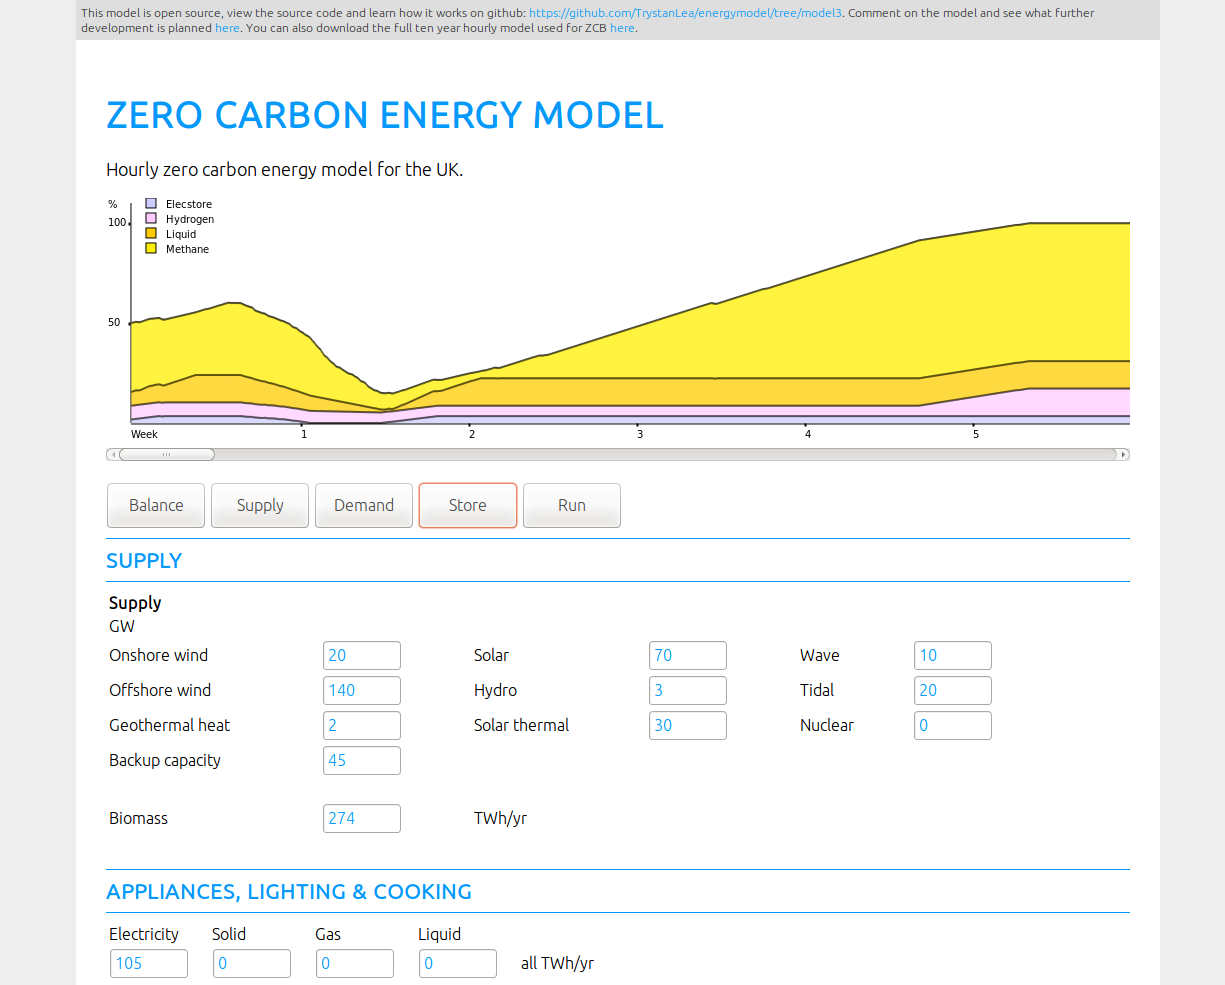 This model is open source, view the source code and learn how it works on github: https://github.com/TrystanLea/energymodel/tree/model3. Comment on the model and see what further
development is planned here. You can also download the full ten year hourly model used for ZCB here.
ZERO CARBON ENERGY MODEL
Hourly zero carbon energy model for the UK.
%
Elecstore
Hydrogen
100
Liquid
Methane
50
Week 1 2 3 4 5
Balance Supply Demand Store Run
SUPPLY
Supply
GW
Onshore wind 20 Solar 70 Wave 10
Offshore wind 140 Hydro 3 Tidal 20
Geothermal heat 2 Solar thermal 30 Nuclear 0
Backup capacity 45
Biomass 274 TWh/yr
APPLIANCES, LIGHTING & COOKING
Electricity Solid Gas Liquid
105 0 0 0 all TWh/yr